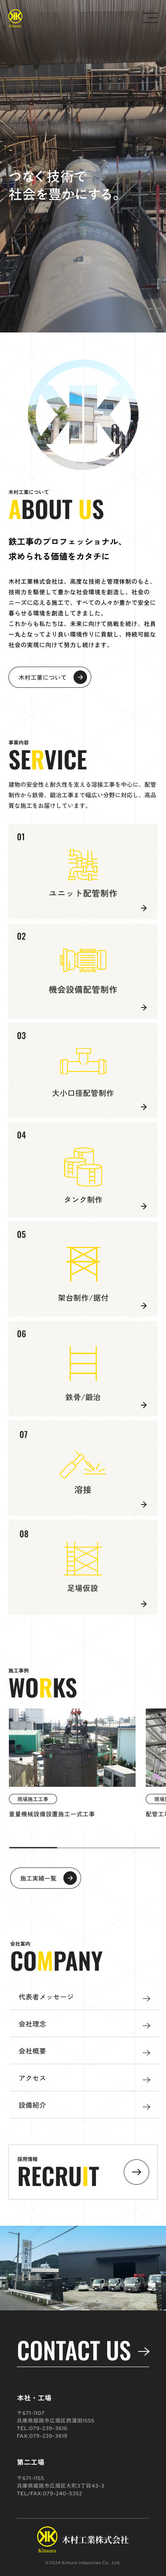 Kimura
つなぐ技術で
社会を豊かにする。
木村工業について
ABOUT US
鉄工事のプロフェッショナル、
求められる価値をカタチに
木村工業株式会社は、高度な技術と管理体制のもと、
技術力を駆使して豊かな社会環境を創造し、社会の
ニーズに応える施工で、すべての人々が豊かで安全に
暮らせる環境を創造してきました。
これからも私たちは、未来に向けて挑戦を続け、社員
一丸となってより良い環境作りに貢献し、持続可能な
社会の実現に向けて努力し続けます。
木村工業について
事業内容
SERVICE
建物の安全性と耐久性を支える溶接工事を中心に、配管
制作から鉄骨、鍛冶工事まで幅広い分野に対応し、高品
質な施工をお届けしています。
01
ユニット配管制作
02
機会設備配管制作
03
大小口径配管制作
04
タンク制作
05
架台制作/据付
06
鉄骨/鍛冶
07
溶接
08
足場仮設
施工事例
WORKS
現場施工工事
重量機械設備設置施工一式工事
配管工
施工実績一覧
会社案内
COMPANY
代表者メッセージ
会社理念
会社概要
アクセス
設備紹介
採用情報
RECRUIT
CONTACT US
本社・工場
〒671-1107
兵庫県姫路市広畑区西蒲田1555
TEL:079-239-3616
FAX:079-239-3619
第二工場
〒671-1155
兵庫県姫路市広畑区大町3丁目43-3
TEL/FAX:079-240-5352
Kimura
木村工業株式会社
©2024 Kimura Industries Co., Ltd.